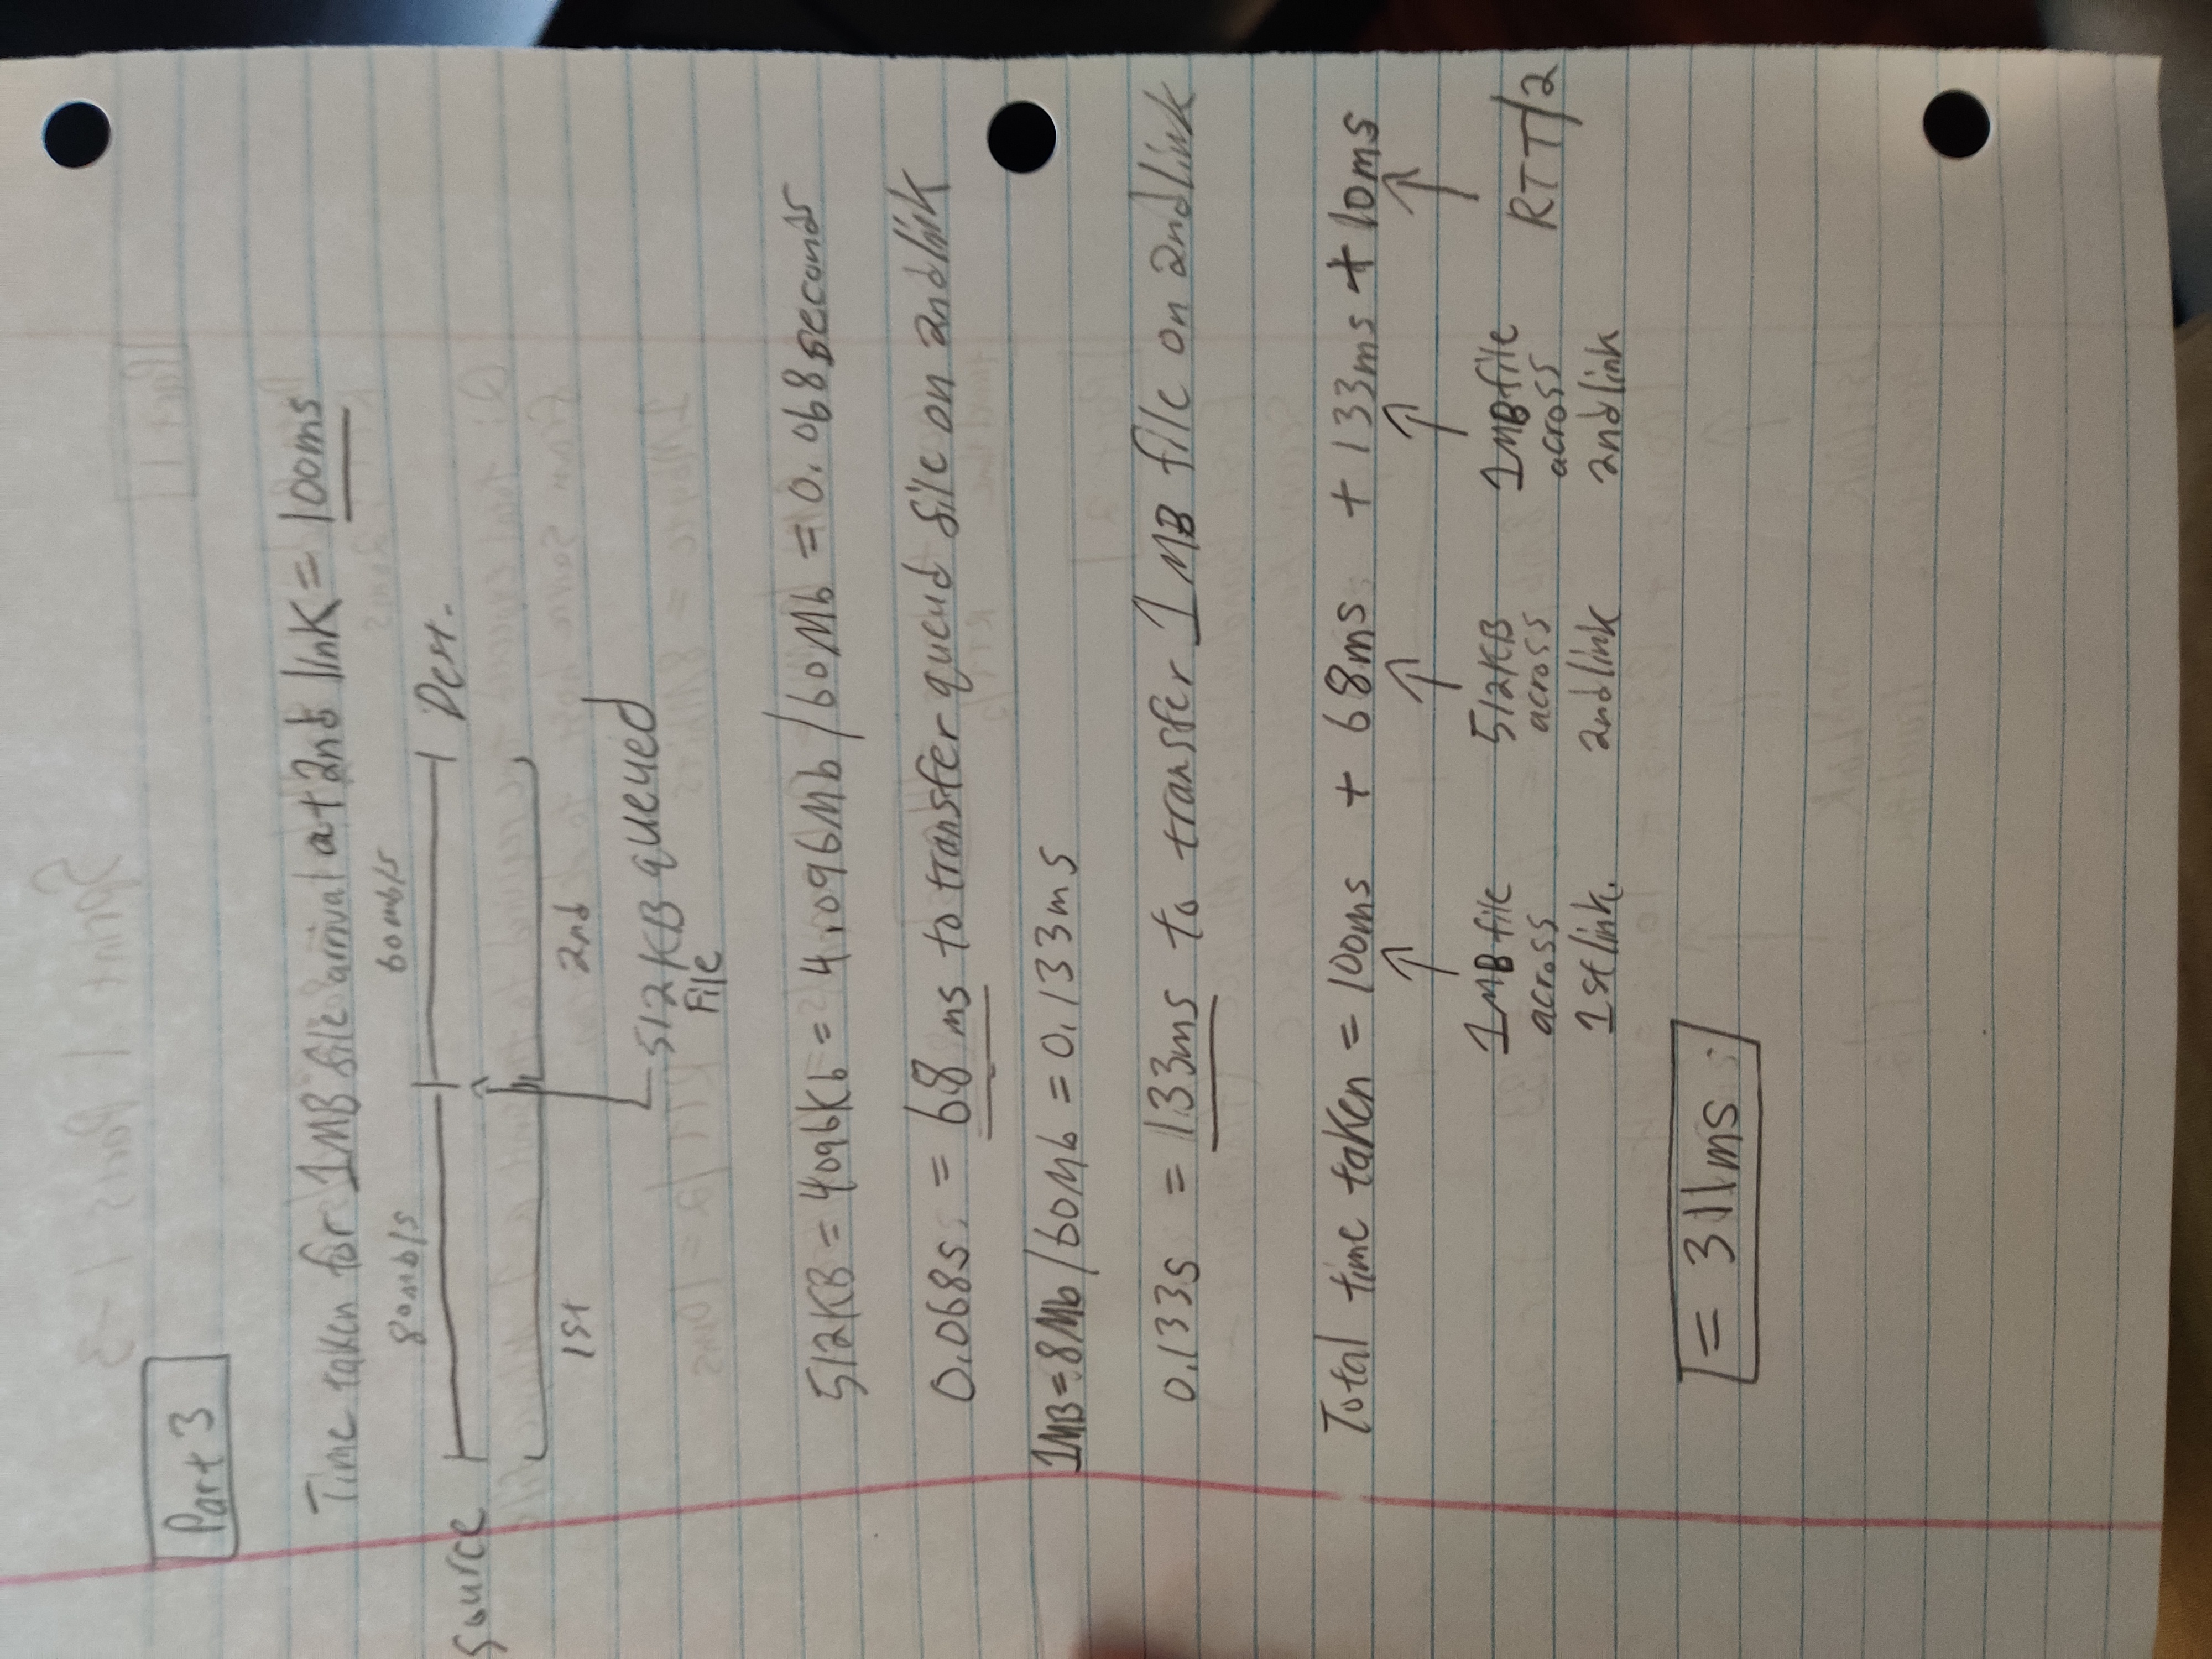 Part 3
Time taken for 1MB file arrival at 2nd link = 100ms
80mb/s 60mb/s
Source Dest.
1st 2nd
512KB queued
File
512KB = 4096Kb = 4.096Mb/60Mb = 0.068seconds
0.068s. = 68 ms to transfer queud file on 2nd link
1MB = 8Mb/60Mb = 0.133ms
0.133s = 133ms to transfer 1MB file on 2nd link
Total time taken = 100ms + 68ms + 133ms + 10ms
1MB file 512KB 1MB file RTT/2
across across across
1st link. 2nd link 2nd link
= 311ms